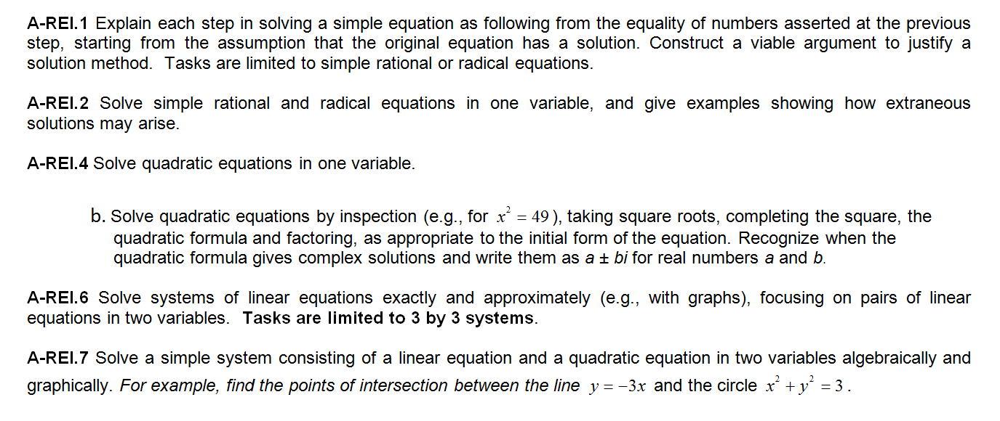 A-REI.1 Explain each step in solving a simple equation as following from the equality of numbers asserted at the previous
step, starting from the assumption that the original equation has a solution. Construct a viable argument to justify a
solution method. Tasks are limited to simple rational or radical equations.
A-REI.2 Solve simple rational and radical equations in one variable, and give examples showing how extraneous
solutions may arise.
A-REI.4 Solve quadratic equations in one variable.
b. Solve quadratic equations by inspection (e.g., for x² = 49 ), taking square roots, completing the square, the
quadratic formula and factoring, as appropriate to the initial form of the equation. Recognize when the
quadratic formula gives complex solutions and write them as a ± bi for real numbers a and b.
A-REI.6 Solve systems of linear equations exactly and approximately (e.g., with graphs), focusing on pairs of linear
equations in two variables. Tasks are limited to 3 by 3 systems.
A-REI.7 Solve a simple system consisting of a linear equation and a quadratic equation in two variables algebraically and
graphically. For example, find the points of intersection between the line y = −3x and the circle x² + y² = 3 .